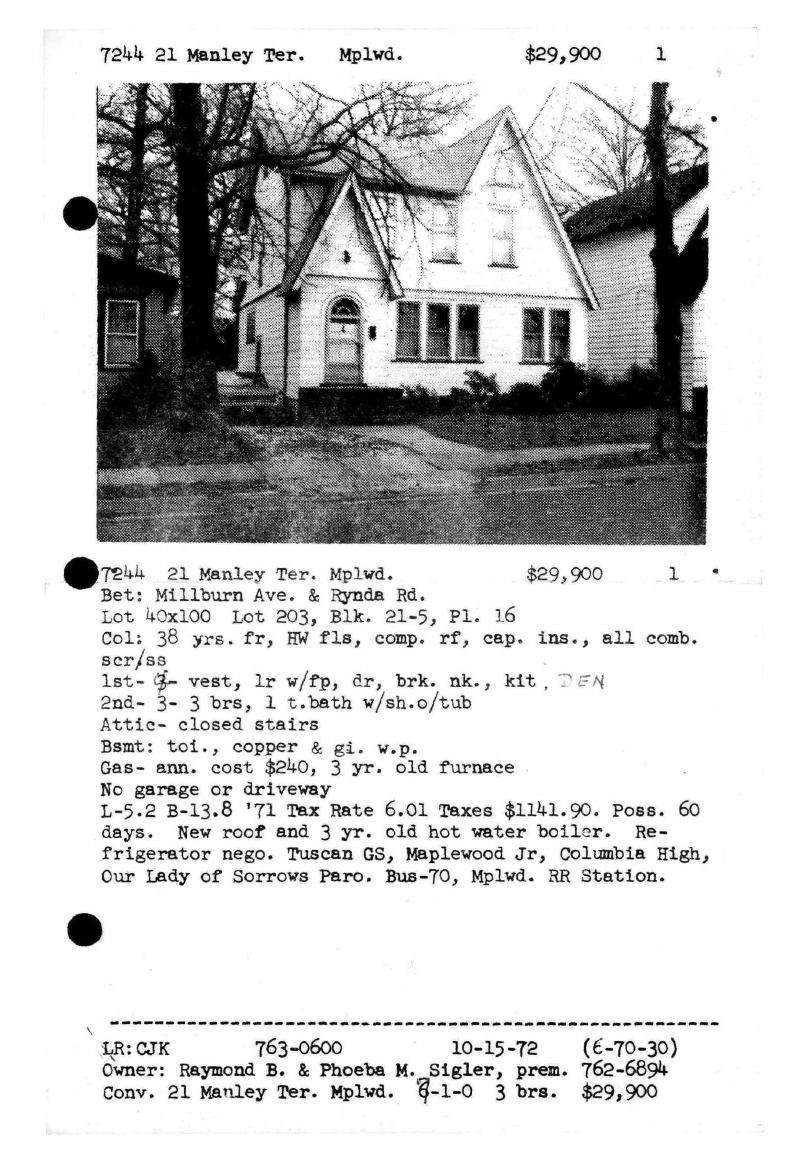 7244 21 Manley Ter. Mplwd. $29,900 1
7244 21 Manley Ter. Mplwd. $29,900 1
Bet: Millburn Ave. & Rynda Rd.
Lot 40x100 Lot 203, Blk. 21-5, Pl. 16
Col: 38 yrs. fr, HW fls, comp. rf, cap. ins., all comb.
scr/ss
1st- - vest, lr w/fp, dr, brk. nk., kit, DEN
2nd- 3- 3 brs, 1 t.bath w/sh.o/tub
Attic- closed stairs
Bsmt: toi., copper & gi. w.p.
Gas- ann. cost $240, 3 yr. old furnace
No garage or driveway
L-5.2 B-13.8 '71 Tax Rate 6.01 Taxes $1141.90. Poss. 60
days. New roof and 3 yr. old hot water boiler. Re-
frigerator nego. Tuscan GS, Maplewood Jr, Columbia High,
Our Lady of Sorrows Paro. Bus-70, Mplwd. RR Station.
LR:CJK 763-0600 10-15-72 (6-70-30)
Owner: Raymond B. & Phoeba M. Sigler, prem. 762-6894
Conv. 21 Manley Ter. Mplwd. 7-1-0 3 brs. $29,900